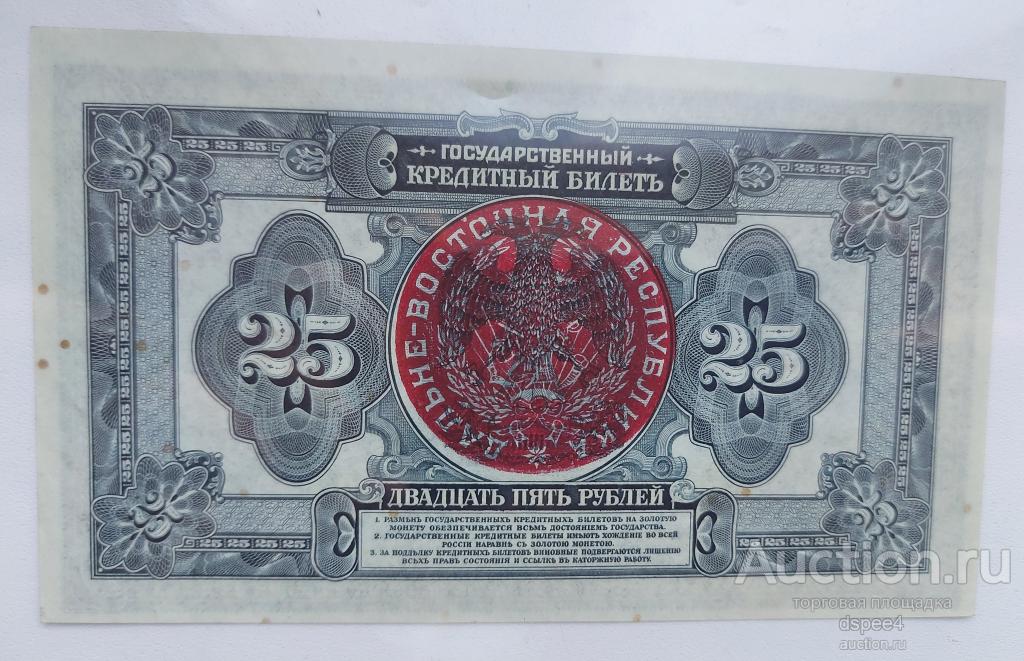 ГОСУДАРСТВЕННЫЙ
КРЕДИТНЫЙ БИЛЕТЪ
ДАЛЬНЕ-ВОСТОЧНАЯ РЕСПУБЛИКА
25
25
ДВАДЦАТЬ ПЯТЬ РУБЛЕЙ
1. РАЗМѢНЪ ГОСУДАРСТВЕННЫХЪ КРЕДИТНЫХЪ БИЛЕТОВЪ НА ЗОЛОТУЮ
МОНЕТУ ОБЕЗПЕЧИВАЕТСЯ ВСѢМЪ ДОСТОЯНІЕМЪ ГОСУДАРСТВА.
2. ГОСУДАРСТВЕННЫЕ КРЕДИТНЫЕ БИЛЕТЫ ИМѢЮТЪ ХОЖДЕНІЕ ВО ВСЕЙ
РОССІИ НАРАВНѢ СЪ ЗОЛОТОЮ МОНЕТОЮ.
3. ЗА ПОДДѢЛКУ КРЕДИТНЫХЪ БИЛЕТОВЪ ВИНОВНЫЕ ПОДВЕРГАЮТСЯ ЛИШЕНІЮ
ВСѢХЪ ПРАВЪ СОСТОЯНІЯ И ССЫЛКѢ ВЪ КАТОРЖНУЮ РАБОТУ.
Auction.ru
торговая площадка
dspee4
auction.ru